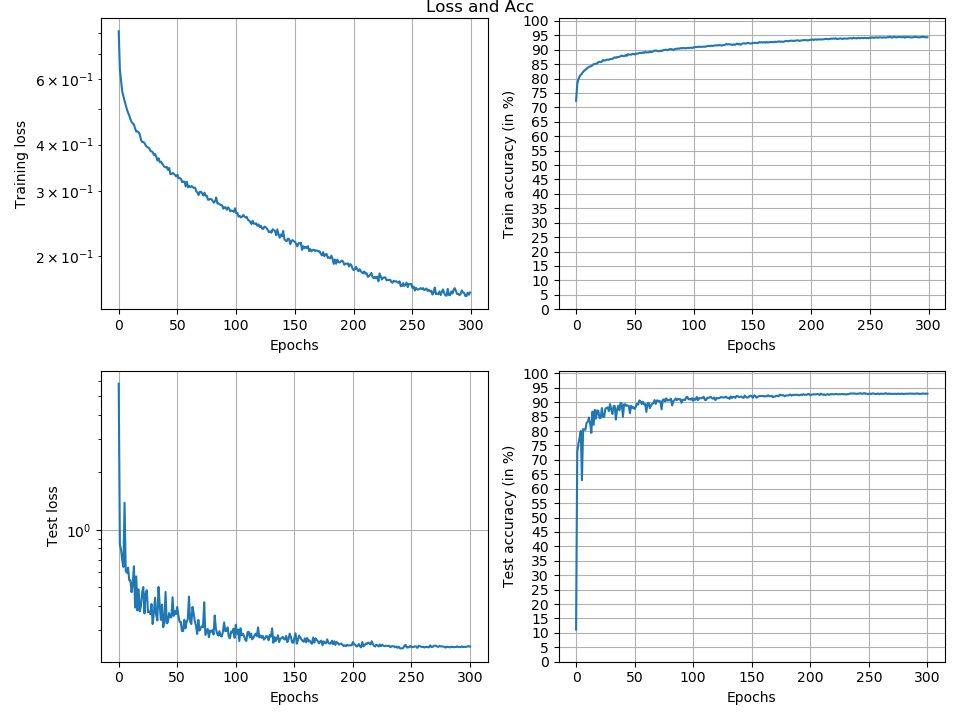 Loss and Acc
Training loss
6 × 10⁻¹
4 × 10⁻¹
3 × 10⁻¹
2 × 10⁻¹
0 50 100 150 200 250 300
Epochs
Train accuracy (in %)
100
95
90
85
80
75
70
65
60
55
50
45
40
35
30
25
20
15
10
5
0
0 50 100 150 200 250 300
Epochs
Test loss
10⁰
0 50 100 150 200 250 300
Epochs
Test accuracy (in %)
100
95
90
85
80
75
70
65
60
55
50
45
40
35
30
25
20
15
10
5
0
0 50 100 150 200 250 300
Epochs